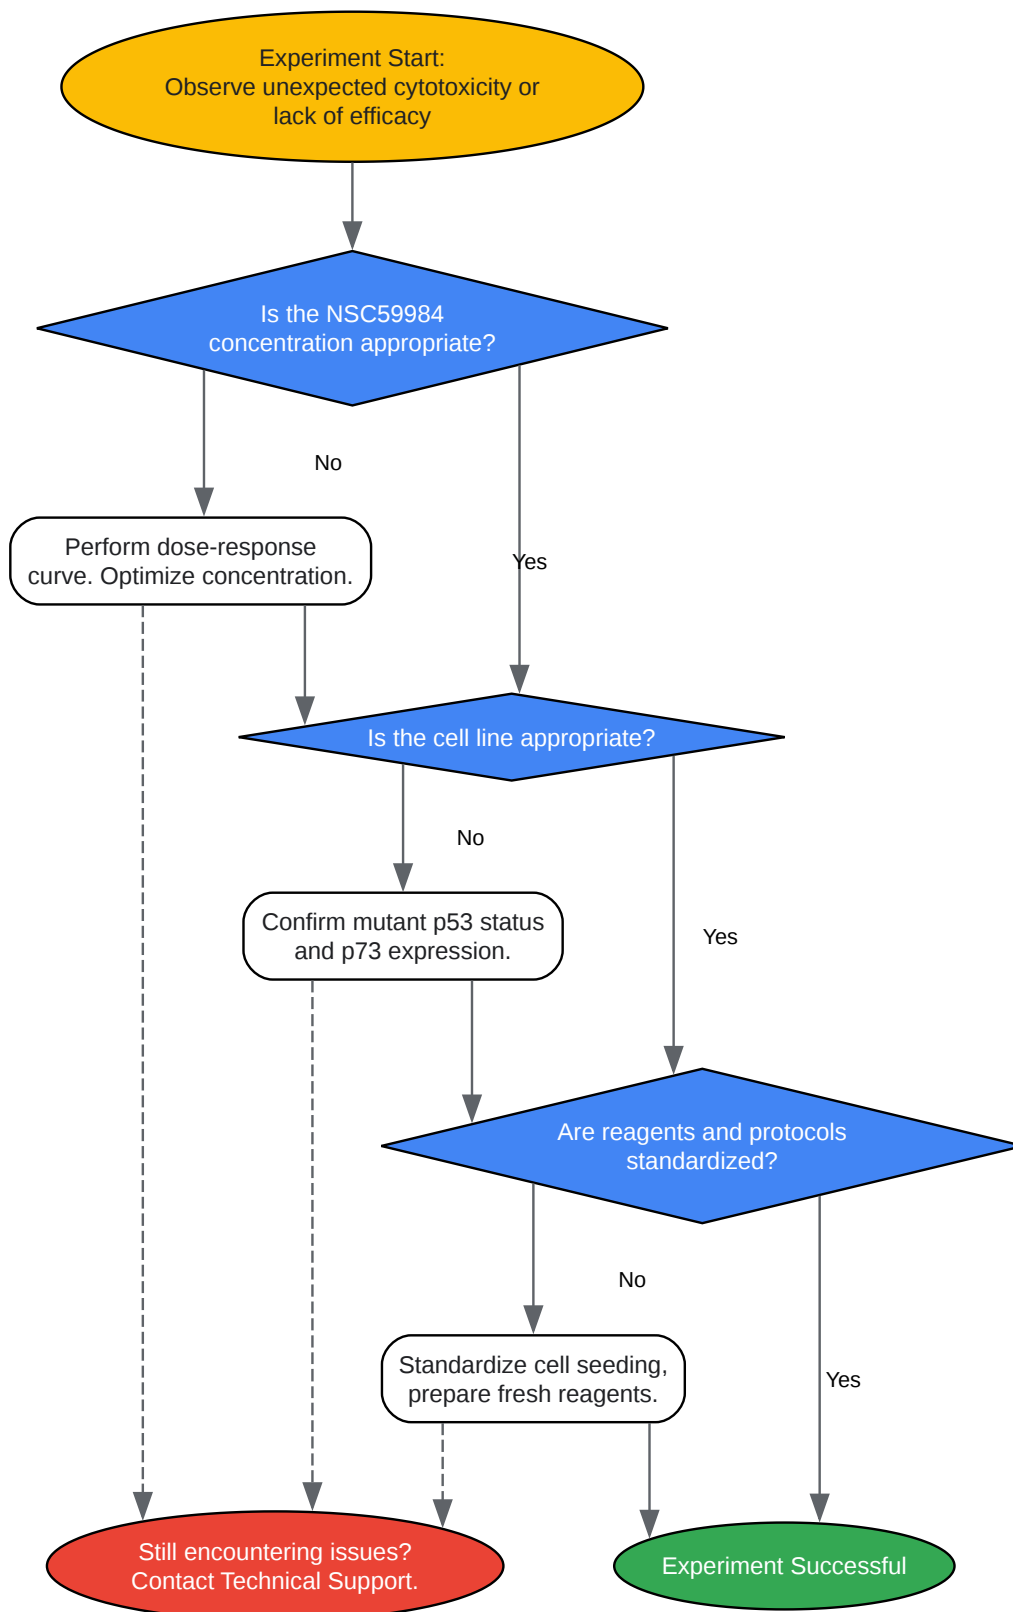 Experiment Start:
Observe unexpected cytotoxicity or
lack of efficacy
Is the NSC59984
concentration appropriate?
No
Perform dose-response
curve. Optimize concentration.
Yes
Is the cell line appropriate?
No
Confirm mutant p53 status
and p73 expression.
Yes
Are reagents and protocols
standardized?
No
Standardize cell seeding,
prepare fresh reagents.
Yes
Still encountering issues?
Contact Technical Support.
Experiment Successful